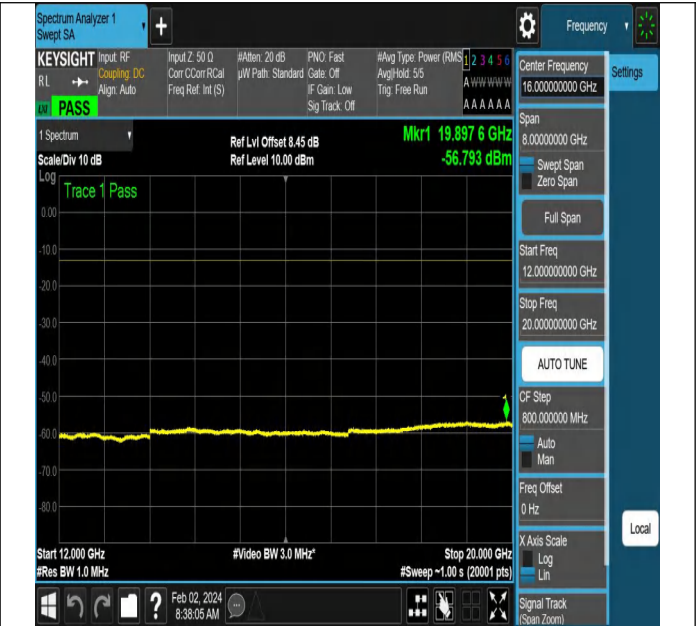 Spectrum Analyzer 1
Swept SA
+
Frequency
KEYSIGHT
RL
PASS
Input: RF
Coupling: DC
Align: Auto
Input Z: 50 Ω
Corr CCorr RCal
Freq Ref: Int (S)
#Atten: 20 dB
µW Path: Standard
PNO: Fast
Gate: Off
IF Gain: Low
Sig Track: Off
#Avg Type: Power (RMS
Avg|Hold: 5/5
Trig: Free Run
1 2 3 4 5 6
A W W W W W
A A A A A A
1 Spectrum
Scale/Div 10 dB
Ref Lvl Offset 8.45 dB
Ref Level 10.00 dBm
Mkr1 19.897 6 GHz
-56.793 dBm
Log
Trace 1 Pass
0.00
-10.0
-20.0
-30.0
-40.0
-50.0
-60.0
-70.0
-80.0
1
Start 12.000 GHz
#Res BW 1.0 MHz
#Video BW 3.0 MHz*
Stop 20.000 GHz
#Sweep ~1.00 s (20001 pts)
Center Frequency
16.000000000 GHz
Settings
Span
8.00000000 GHz
Swept Span
Zero Span
Full Span
Start Freq
12.000000000 GHz
Stop Freq
20.000000000 GHz
AUTO TUNE
CF Step
800.000000 MHz
Auto
Man
Freq Offset
0 Hz
X Axis Scale
Log
Lin
Signal Track
(Span Zoom)
Local
?
Feb 02, 2024
8:38:05 AM